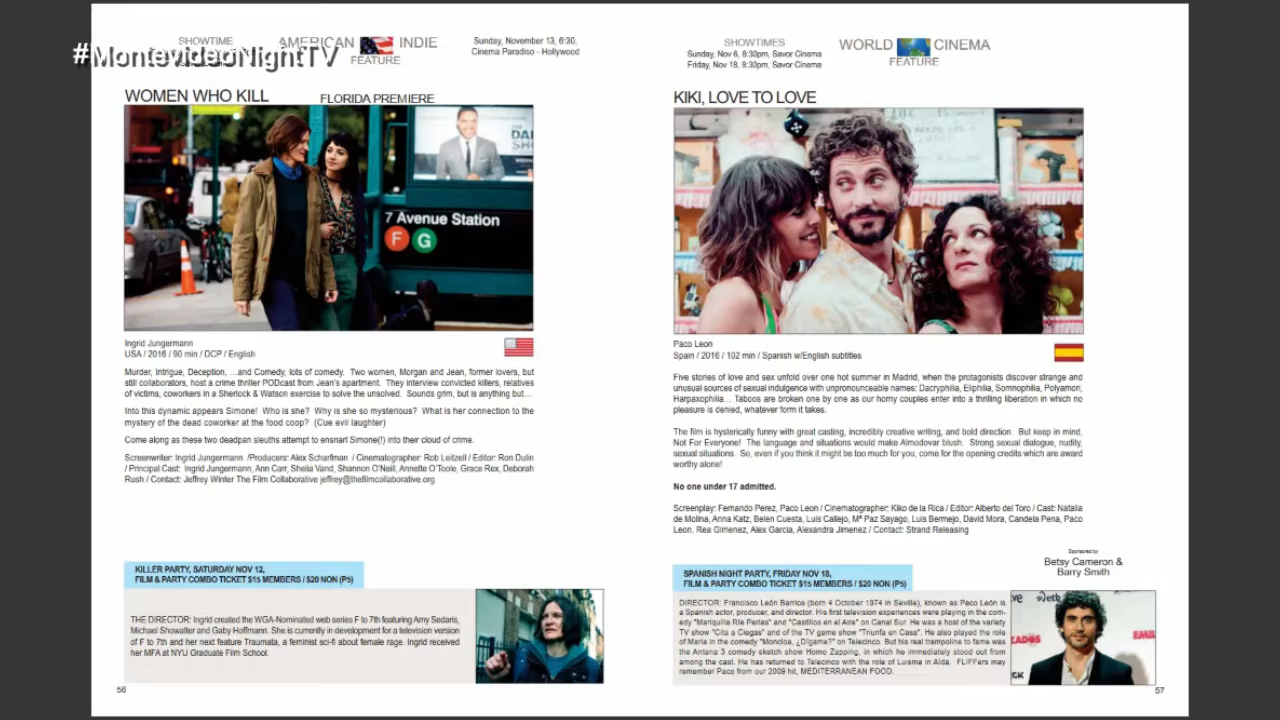 #MontevideoNightTV
SHOWTIME
AMERICAN INDIE
FEATURE
Sunday, November 13, 6:30,
Cinema Paradiso - Hollywood
WOMEN WHO KILL
FLORIDA PREMIERE
THE
DAI
SH
7 Avenue Station
F G
Ingrid Jungermann
USA / 2016 / 90 min / DCP / English
Murder, Intrigue, Deception, ...and Comedy, lots of comedy. Two women, Morgan and Jean, former lovers, but
still collaborators, host a crime thriller PODcast from Jean's apartment. They interview convicted killers, relatives
of victims, coworkers in a Sherlock & Watson exercise to solve the unsolved. Sounds grim, but is anything but...
Into this dynamic appears Simone! Who is she? Why is she so mysterious? What is her connection to the
mystery of the dead coworker at the food coop? (Cue evil laughter)
Come along as these two deadpan sleuths attempt to ensnarl Simone(!) into their cloud of crime.
Screenwriter: Ingrid Jungermann /Producers: Alex Scharfman / Cinematographer: Rob Leitzell / Editor: Ron Dulin
/ Principal Cast: Ingrid Jungermann, Ann Carr, Sheila Vand, Shannon O'Neill, Annette O'Toole, Grace Rex, Deborah
Rush / Contact: Jeffrey Winter The Film Collaborative jeffrey@thefilmcollaborative.org
KILLER PARTY, SATURDAY NOV 12,
FILM & PARTY COMBO TICKET $15 MEMBERS / $20 NON (P5)
THE DIRECTOR: Ingrid created the WGA-Nominated web series F to 7th featuring Amy Sedaris,
Michael Showalter and Gaby Hoffmann. She is currently in development for a television version
of F to 7th and her next feature Traumata, a feminist sci-fi about female rage. Ingrid received
her MFA at NYU Graduate Film School.
56
SHOWTIMES
Sunday, Nov 6, 8:30pm, Savor Cinema
Friday, Nov 18, 8:30pm, Savor Cinema
WORLD CINEMA
FEATURE
KIKI, LOVE TO LOVE
Paco Leon
Spain / 2016 / 102 min / Spanish w/English subtitles
Five stories of love and sex unfold over one hot summer in Madrid, when the protagonists discover strange and
unusual sources of sexual indulgence with unpronounceable names: Dacryphilia, Eliphilia, Somnophilia, Polyamori,
Harpaxophilia... Taboos are broken one by one as our horny couples enter into a thrilling liberation in which no
pleasure is denied, whatever form it takes.
The film is hysterically funny with great casting, incredibly creative writing, and bold direction. But keep in mind,
Not For Everyone! The language and situations would make Almodovar blush. Strong sexual dialogue, nudity,
sexual situations. So, even if you think it might be too much for you, come for the opening credits which are award
worthy alone!
No one under 17 admitted.
Screenplay: Fernando Perez, Paco Leon / Cinematographer: Kiko de la Rica / Editor: Alberto del Toro / Cast: Natalia
de Molina, Anna Katz, Belen Cuesta, Luis Callejo, Mª Paz Sayago, Luis Bermejo, David Mora, Candela Pena, Paco
Leon, Rea Gimenez, Alex Garcia, Alexandra Jimenez / Contact: Strand Releasing
Sponsored by
Betsy Cameron &
Barry Smith
SPANISH NIGHT PARTY, FRIDAY NOV 18,
FILM & PARTY COMBO TICKET $15 MEMBERS / $20 NON (P5)
DIRECTOR: Francisco León Barrios (born 4 October 1974 in Seville), known as Paco León is
a Spanish actor, producer, and director. His first television experiences were playing in the com-
edy "Mariquilla Ríe Perlas" and "Castillos en el Aire" on Canal Sur. He was a host of the variety
TV show "Cita a Ciegas" and of the TV game show "Triunfa en Casa". He also played the role
of María in the comedy "Moncloa, ¿Dígame?" on Telecinco. But his real trampoline to fame was
the Antena 3 comedy sketch show Homo Zapping, in which he immediately stood out from
among the cast. He has returned to Telecinco with the role of Luisma in Aída. FLIFFers may
remember Paco from our 2009 hit, MEDITERRANEAN FOOD.
57